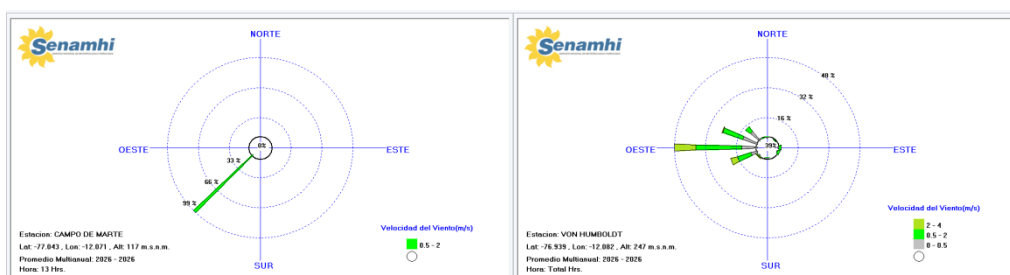 Senamhi
NORTE
0%
OESTE
ESTE
33 %
66 %
99 %
SUR
Velocidad del Viento(m/s)
0.5 - 2
Estacion: CAMPO DE MARTE
Lat: -77.043 , Lon: -12.071 , Alt: 117 m.s.n.m.
Promedio Multianual: 2026 - 2026
Hora: 13 Hrs.
Senamhi
NORTE
48 %
32 %
16 %
39%
OESTE
ESTE
SUR
Velocidad del Viento(m/s)
2 - 4
0.5 - 2
0 - 0.5
Estacion: VON HUMBOLDT
Lat: -76.939 , Lon: -12.082 , Alt: 247 m.s.n.m.
Promedio Multianual: 2026 - 2026
Hora: Total Hrs.